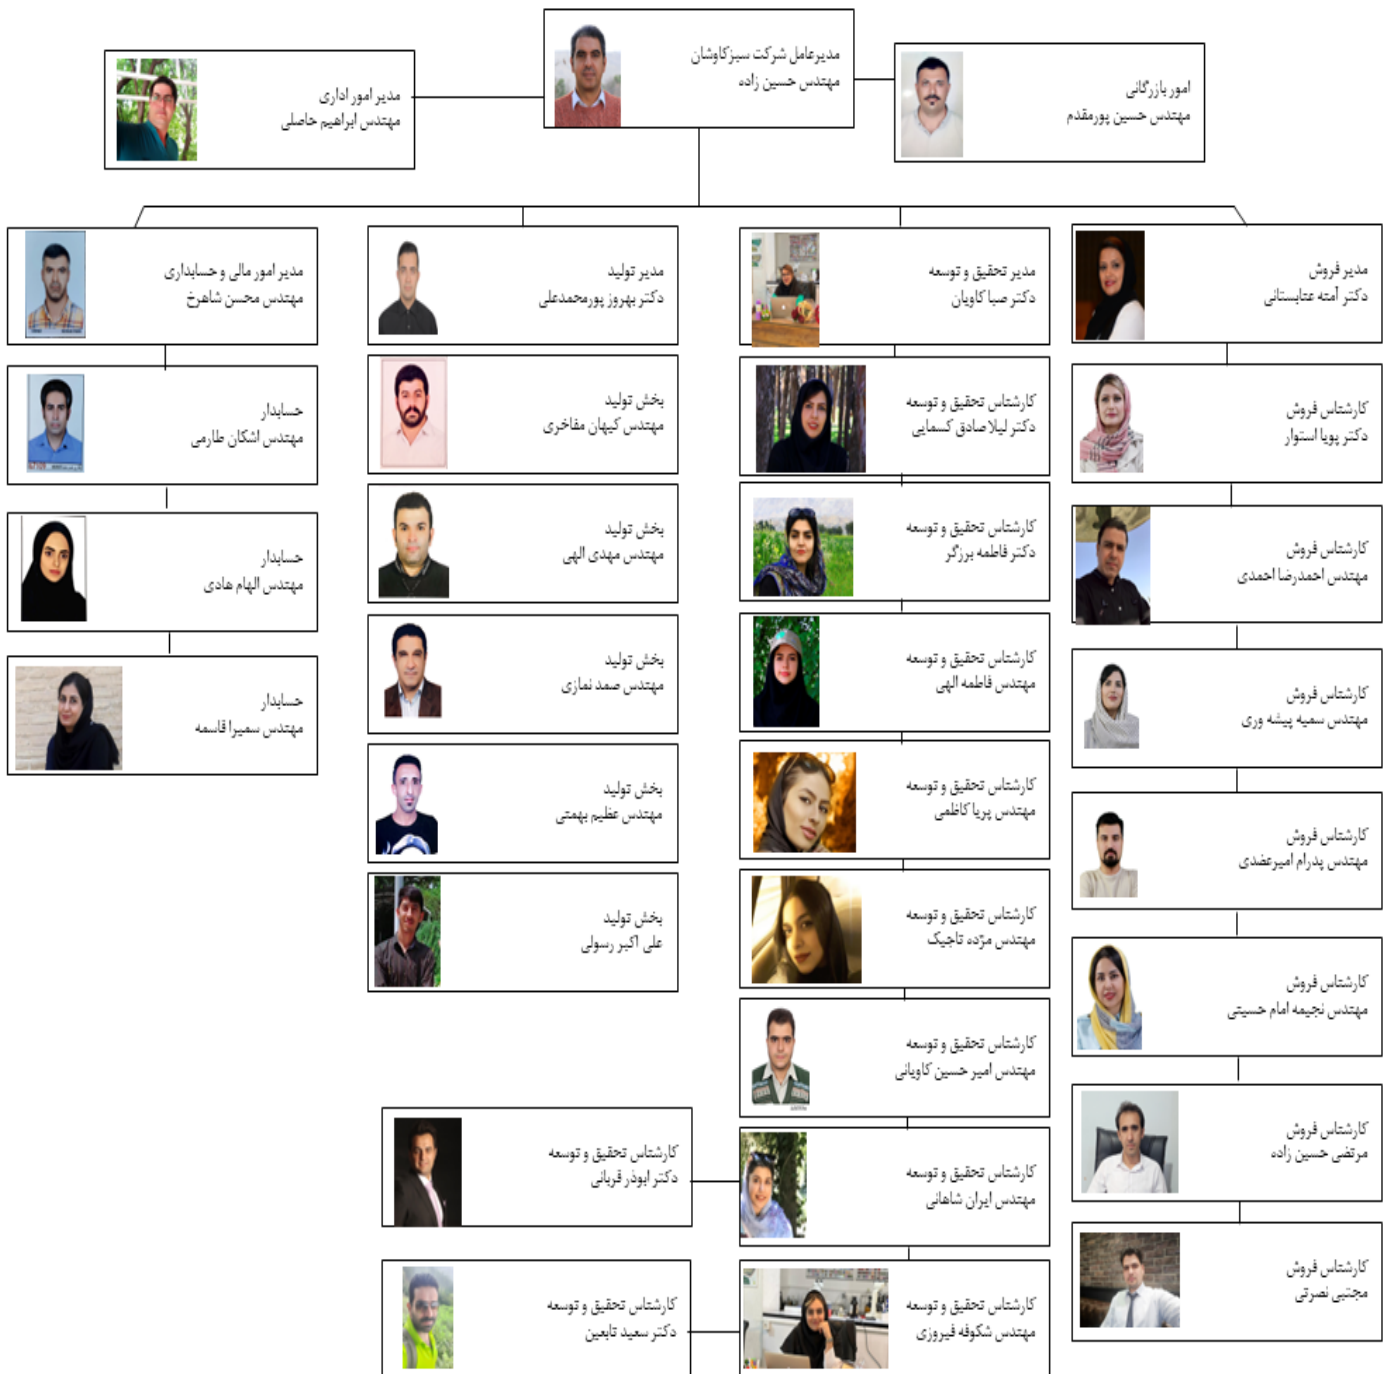 مدیرعامل شرکت سبزکاوشان
مهندس حسین زاده
امور بازرگانی
مهندس حسین پورمقدم
مدیر امور اداری
مهندس ابراهیم حاصلی
مدیر فروش
دکتر آمنه عتابستانی
کارشناس فروش
دکتر پویا استوار
کارشناس فروش
مهندس احمدرضا احمدی
کارشناس فروش
مهندس سمیه پیشه وری
کارشناس فروش
مهندس پدرام امیرعضدی
کارشناس فروش
مهندس نجیمه امام حسینی
کارشناس فروش
مرتضی حسین زاده
کارشناس فروش
مجتبی نصرتی
مدیر تحقیق و توسعه
دکتر صبا کاویان
کارشناس تحقیق و توسعه
دکتر لیلا صادق کسمایی
کارشناس تحقیق و توسعه
دکتر فاطمه برزگر
کارشناس تحقیق و توسعه
مهندس فاطمه الهی
کارشناس تحقیق و توسعه
مهندس پریا کاظمی
کارشناس تحقیق و توسعه
مهندس مژده تاجیک
کارشناس تحقیق و توسعه
مهندس امیر حسین کاویانی
کارشناس تحقیق و توسعه
مهندس ایران شاهانی
کارشناس تحقیق و توسعه
دکتر ابوذر قربانی
کارشناس تحقیق و توسعه
مهندس شکوفه فیروزی
کارشناس تحقیق و توسعه
دکتر سعید تابعین
مدیر تولید
دکتر بهروز پورمحمدعلی
بخش تولید
مهندس کیهان مفاخری
بخش تولید
مهندس مهدی الهی
بخش تولید
مهندس صمد نمازی
بخش تولید
مهندس عظیم بهمتی
بخش تولید
علی اکبر رسولی
مدیر امور مالی و حسابداری
مهندس محسن شاهرخ
حسابدار
مهندس اشکان طارمی
حسابدار
مهندس الهام هادی
حسابدار
مهندس سمیرا قاسمه